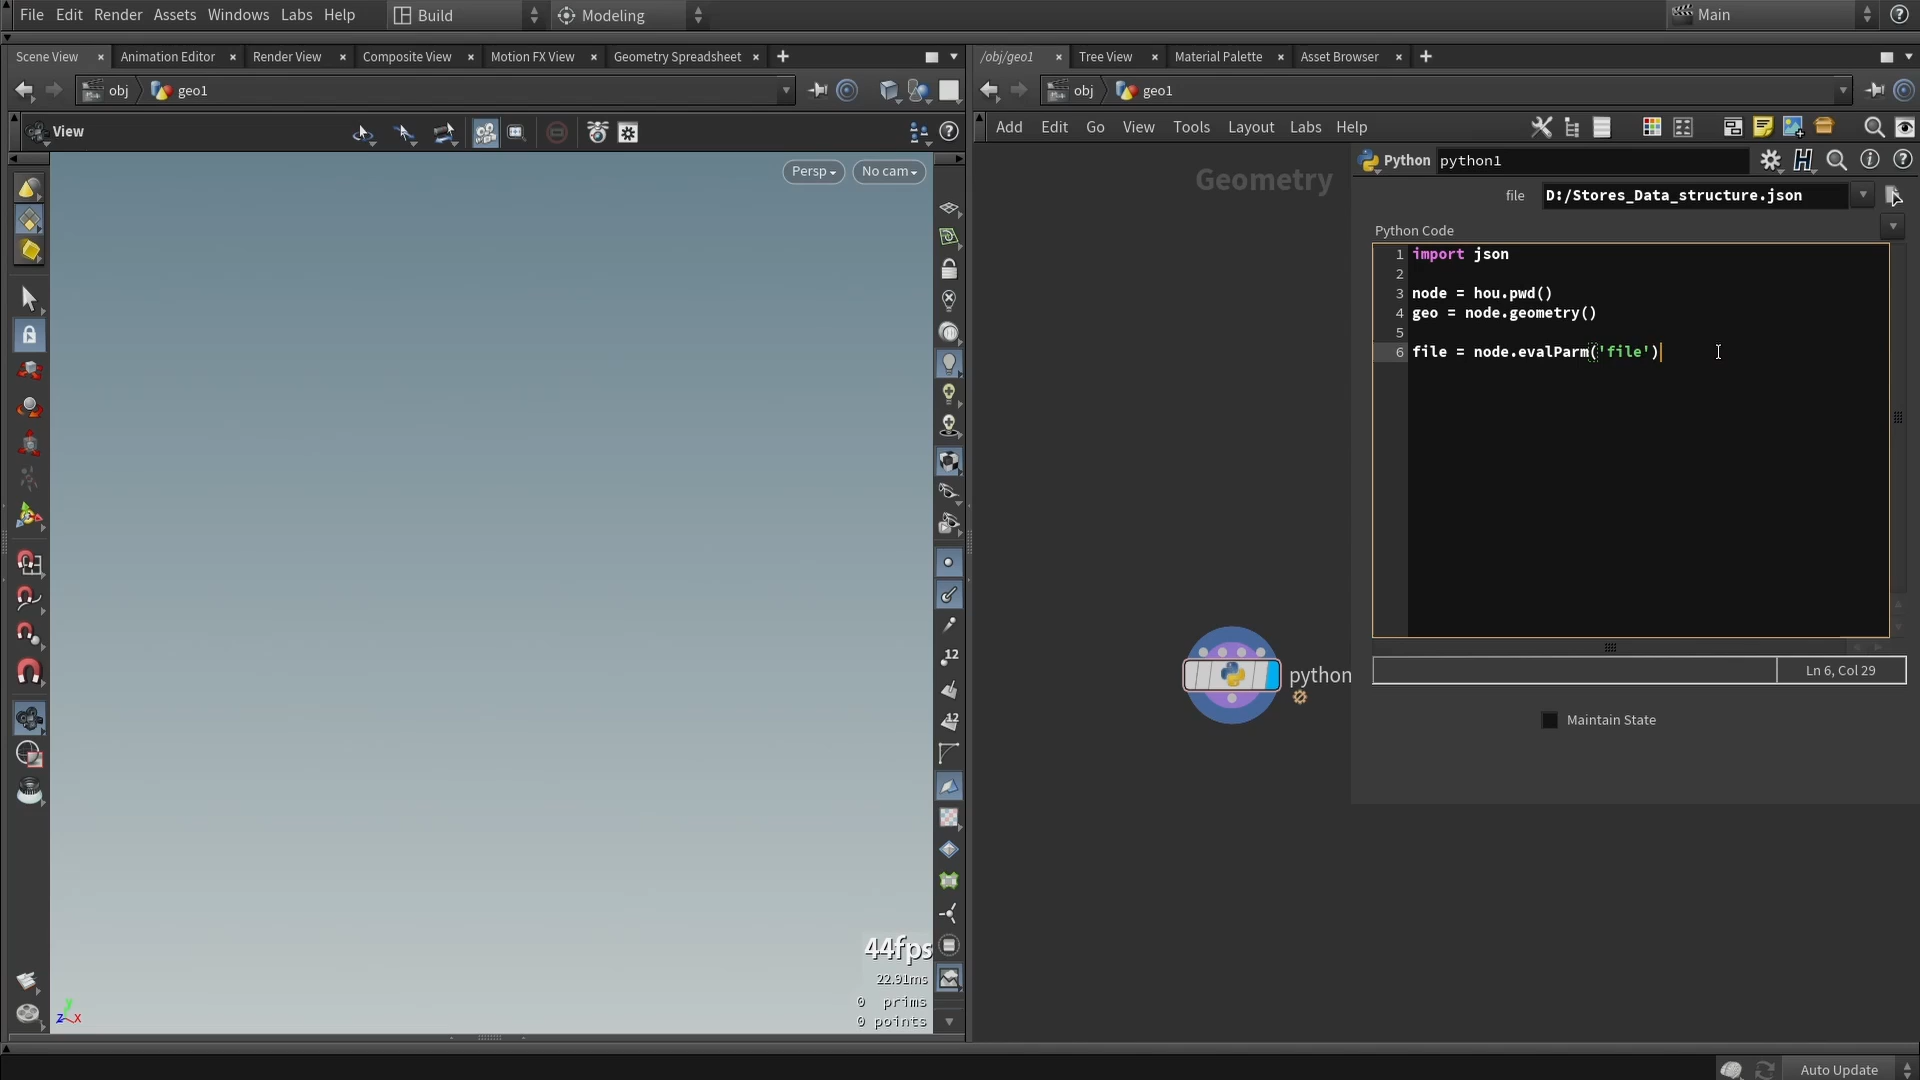 File Edit Render Assets Windows Labs Help Build Modeling Main
Scene View Animation Editor Render View Composite View Motion FX View Geometry Spreadsheet
/obj/geo1 Tree View Material Palette Asset Browser
obj geo1
obj geo1
View
Add Edit Go View Tools Layout Labs Help
Persp No cam
Geometry
Python python1
file D:/Stores_Data_structure.json
Python Code
1 import json
2
3 node = hou.pwd()
4 geo = node.geometry()
5
6 file = node.evalParm('file')
12
12
python
Ln 6, Col 29
Maintain State
44fps
22.91ms
0 prims
0 points
y
z x
Auto Update